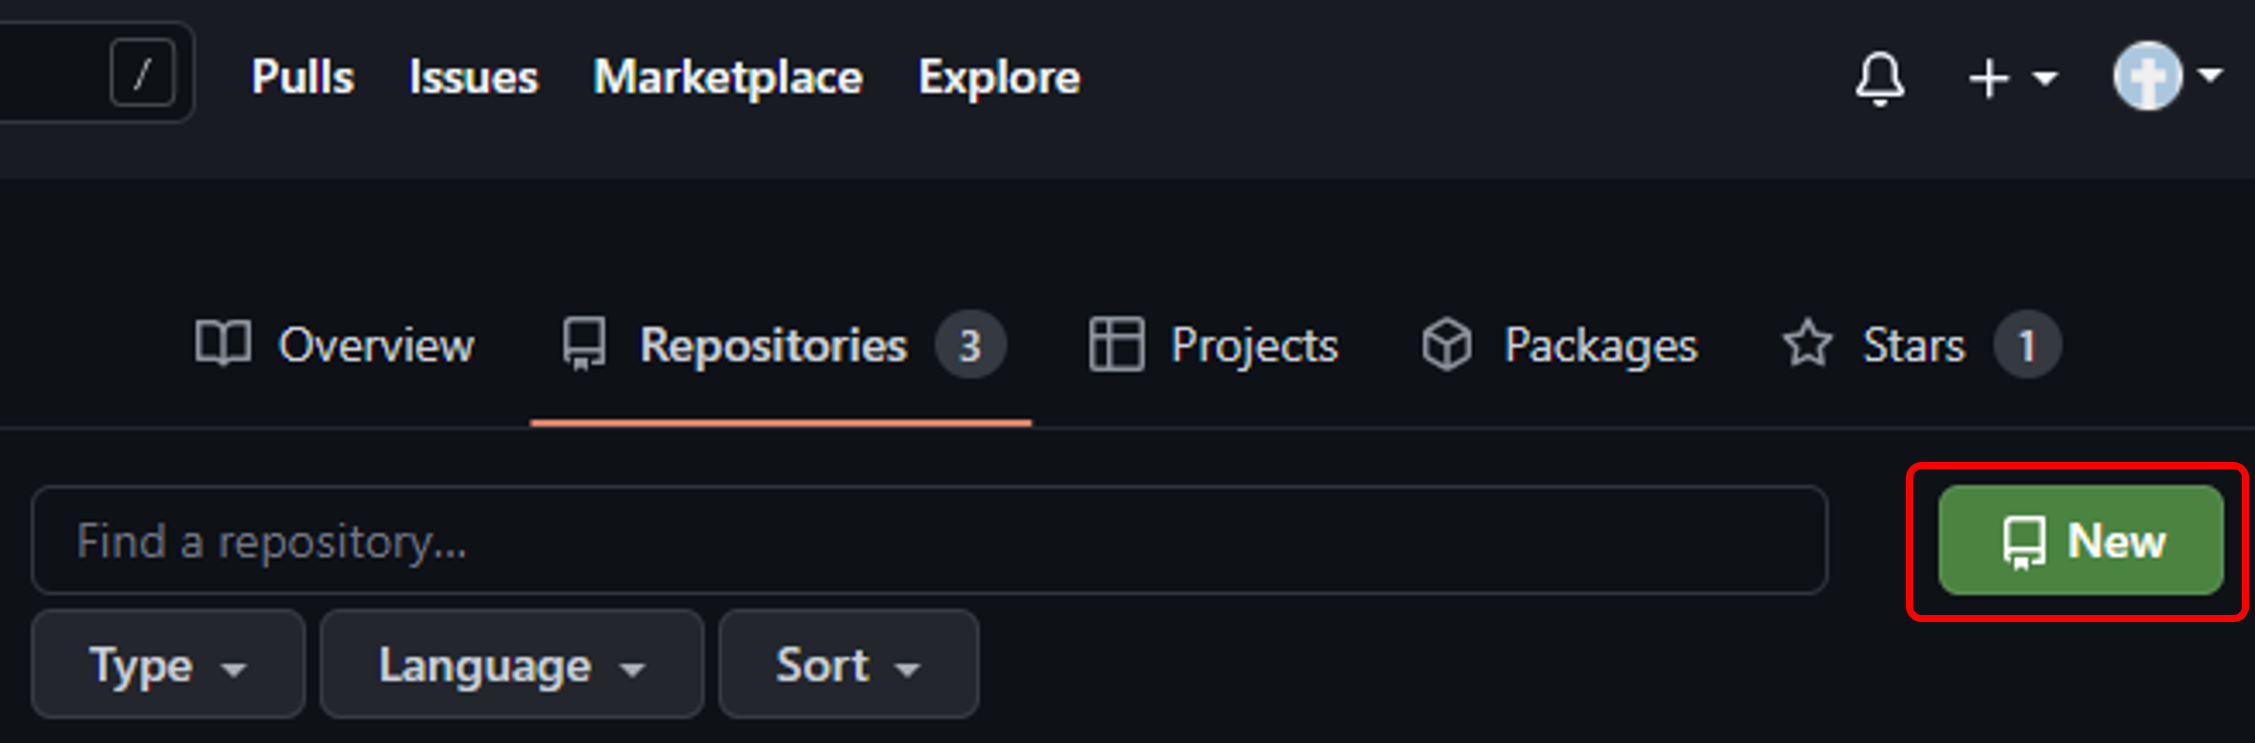 / Pulls Issues Marketplace Explore
Overview Repositories 3 Projects Packages Stars 1
Find a repository... New
Type Language Sort